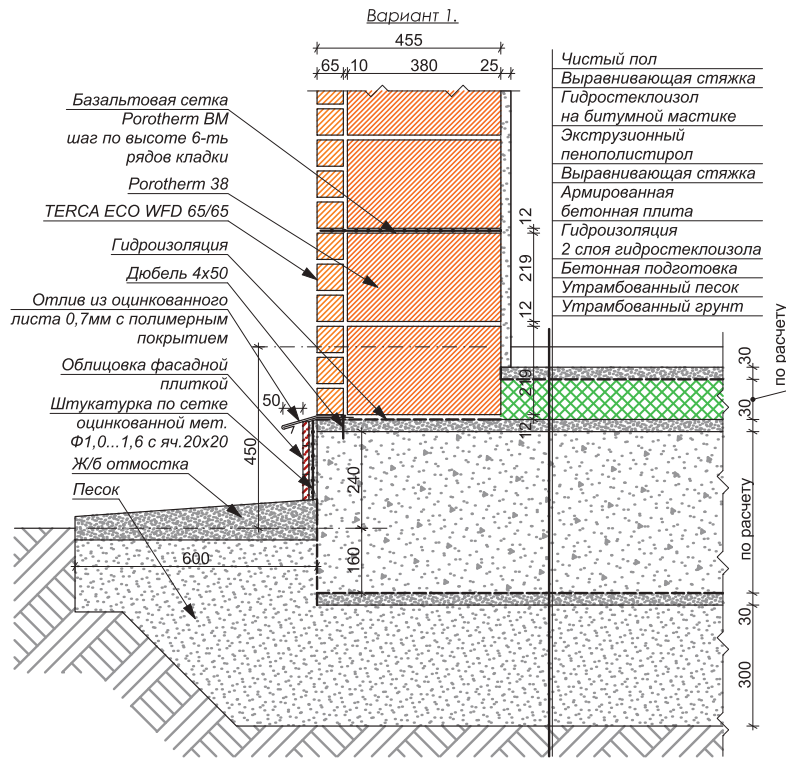 Вариант 1.
455
65
10
380
25
Базальтовая сетка
Porotherm BM
шаг по высоте 6-ть
рядов кладки
Porotherm 38
TERCA ECO WFD 65/65
Гидроизоляция
Дюбель 4х50
Отлив из оцинкованного
листа 0,7мм с полимерным
покрытием
Облицовка фасадной
плиткой
Штукатурка по сетке
оцинкованной мет.
Ф1,0...1,6 с яч.20х20
Ж/б отмостка
Песок
Чистый пол
Выравнивающая стяжка
Гидростеклоизол
на битумной мастике
Экструзионный
пенополистирол
Выравнивающая стяжка
Армированная
бетонная плита
Гидроизоляция
2 слоя гидростеклоизола
Бетонная подготовка
Утрамбованный песок
Утрамбованный грунт
12
219
12
219
12
50
450
240
160
600
30
по расчету
30
по расчету
30
300